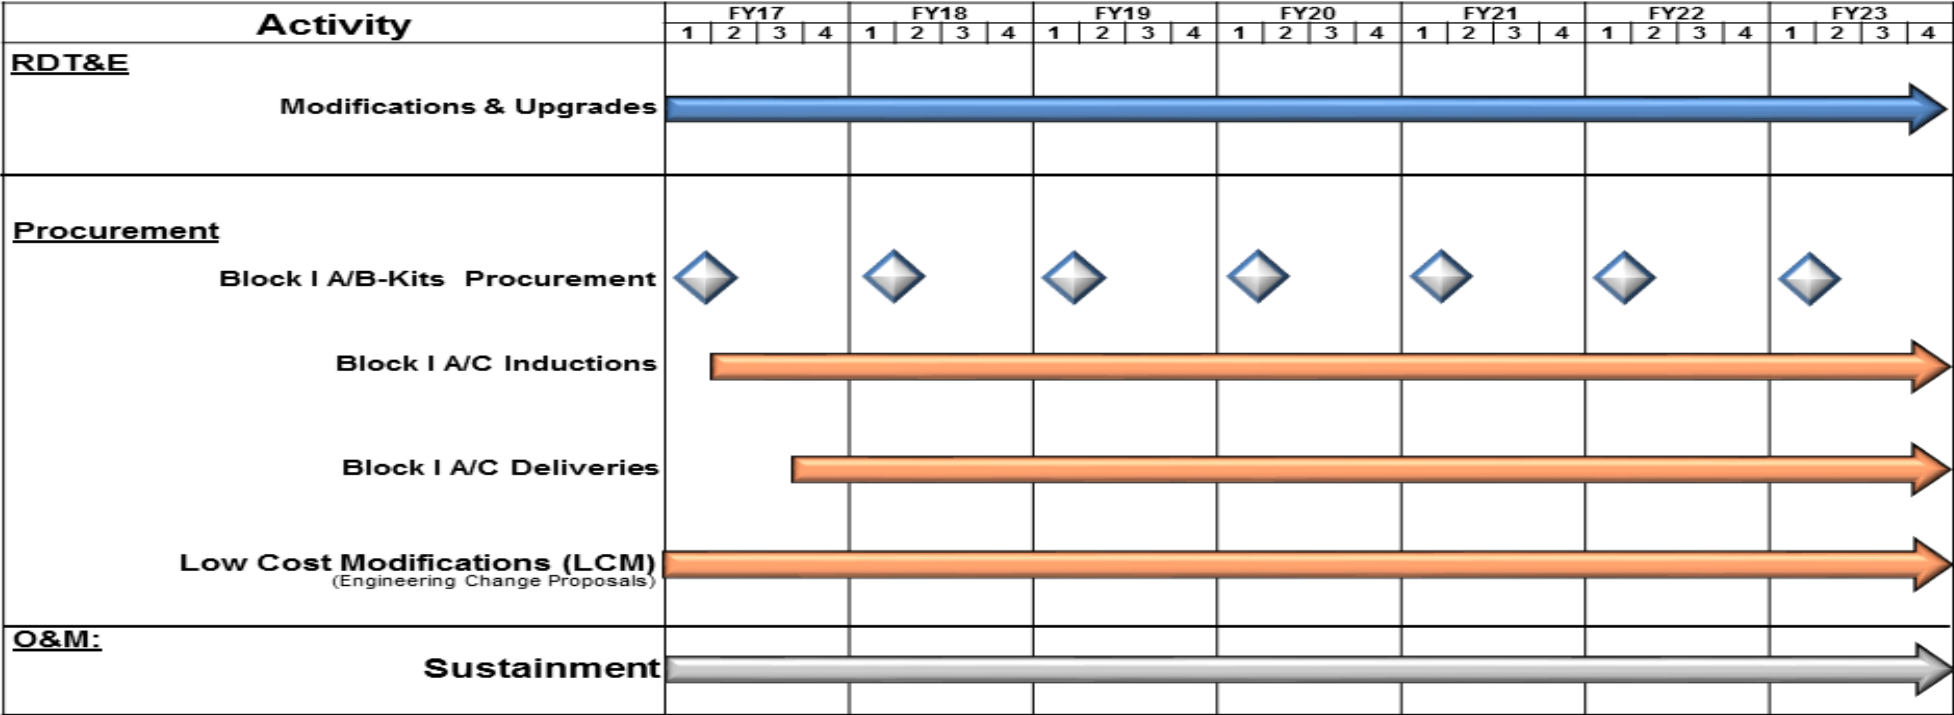 Activity
FY17 FY18 FY19 FY20 FY21 FY22 FY23
1 2 3 4 1 2 3 4 1 2 3 4 1 2 3 4 1 2 3 4 1 2 3 4 1 2 3 4
RDT&E
Modifications & Upgrades
Procurement
Block I A/B-Kits Procurement
Block I A/C Inductions
Block I A/C Deliveries
Low Cost Modifications (LCM)
(Engineering Change Proposals)
O&M:
Sustainment